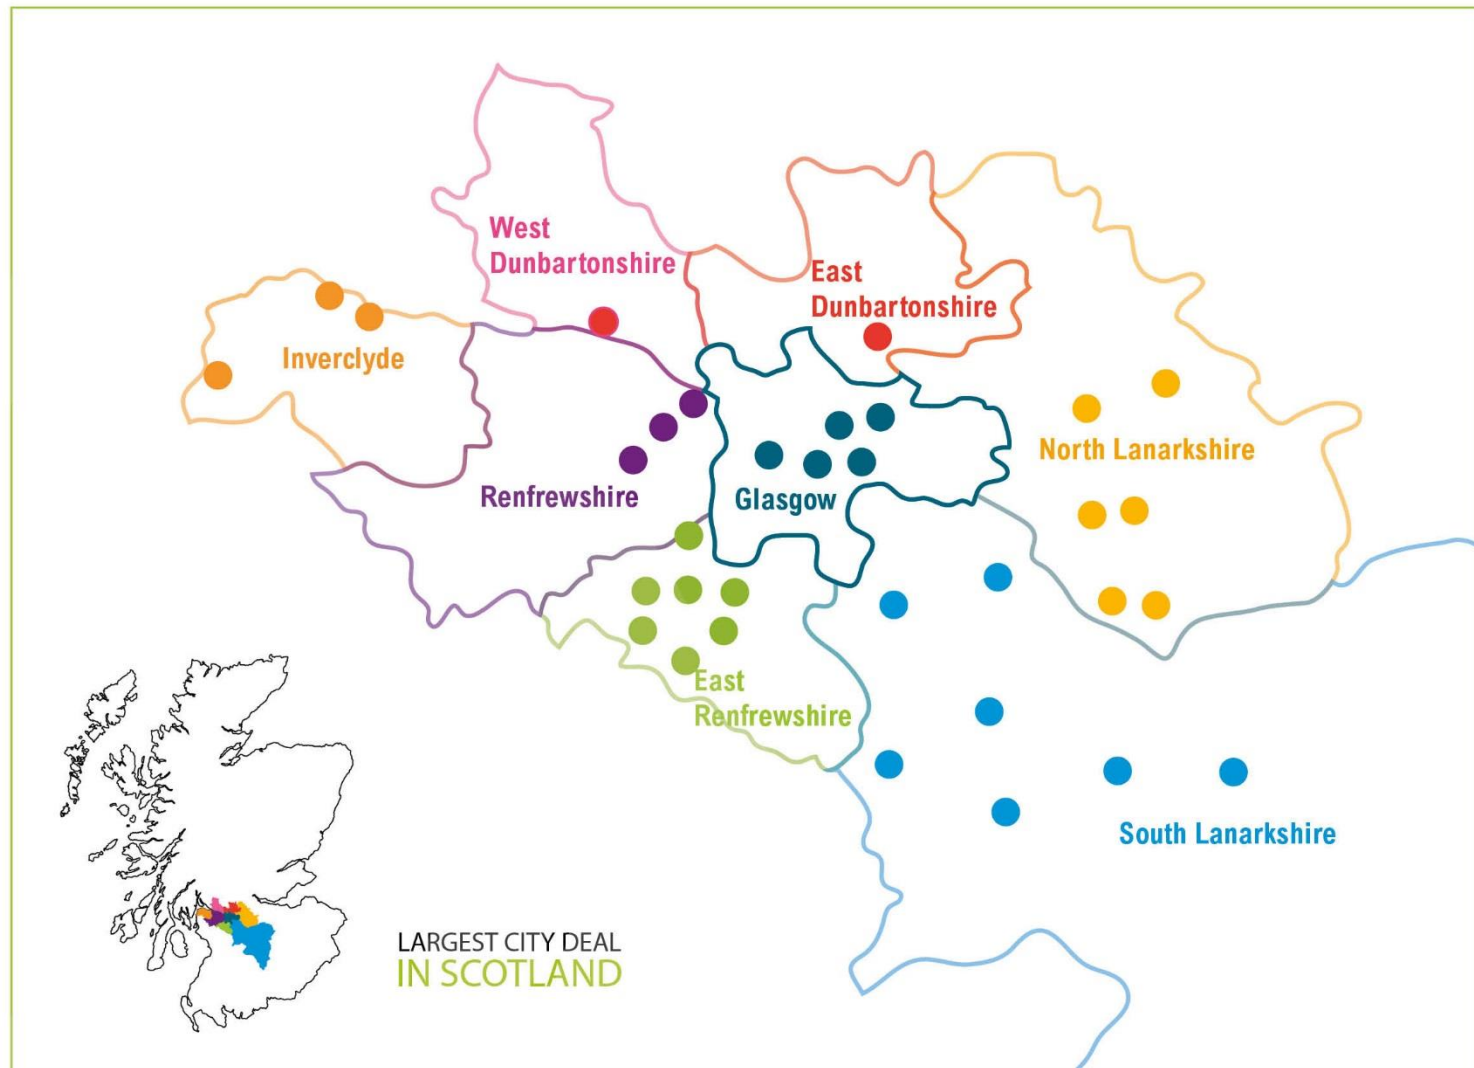 West
Dunbartonshire
East
Dunbartonshire
Inverclyde
North Lanarkshire
Renfrewshire
Glasgow
East
Renfrewshire
South Lanarkshire
LARGEST CITY DEAL
IN SCOTLAND